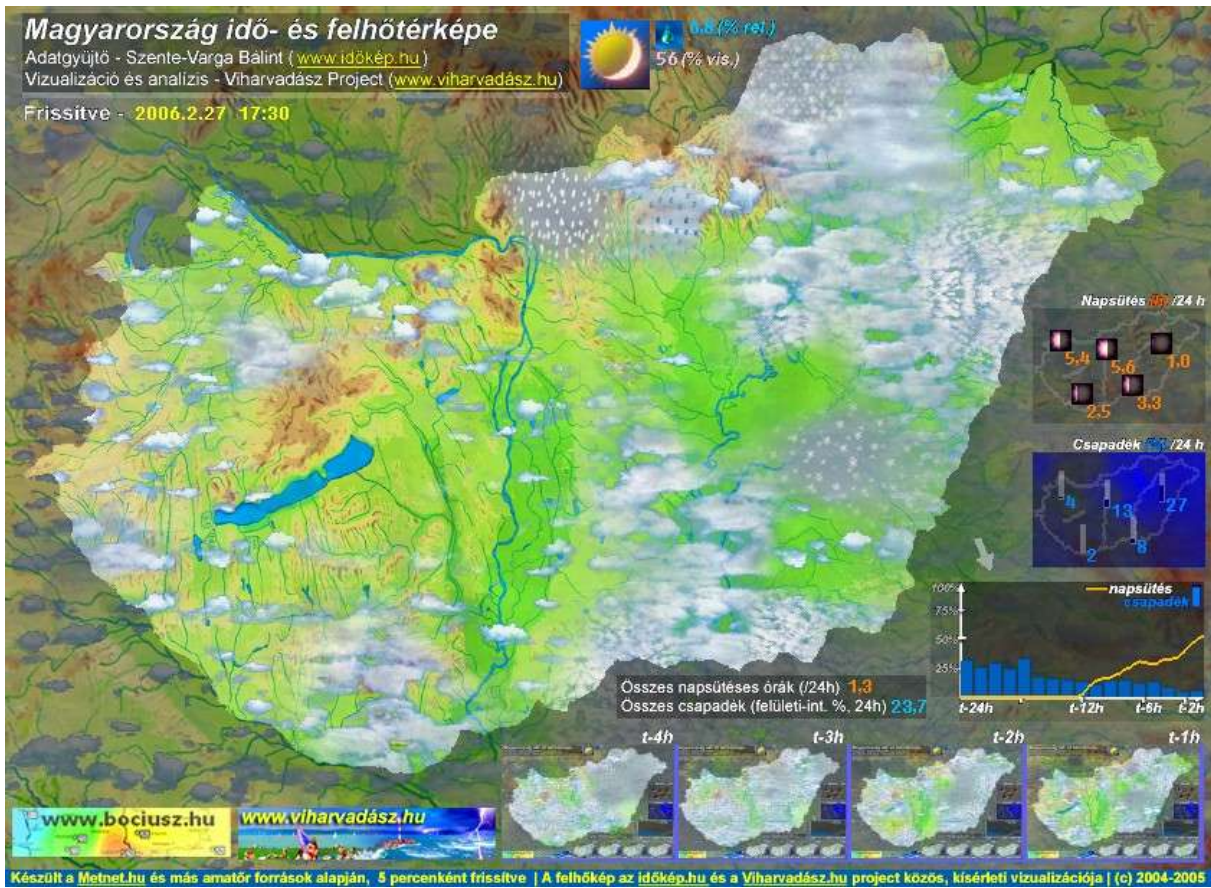 Magyarország idő- és felhőtérképe
Adatgyüjtö - Szente-Varga Bálint ( www.időkép.hu )
Vizualizáció és analízis - Viharvadász Project (www.viharvadász.hu)
Frissítve - 2006.2.27 17:30
6,8 (% rel.)
56 (% vis.)
Napsütés /24 h
5,4
5,6
1,0
2,5
3,3
Csapadék /24 h
4
13
27
2
8
100%
75%
50%
25%
napsütés
csapadék
t-24h
t-12h
t-6h
t-2h
Összes napsütéses órák (/24h) 1,3
Összes csapadék (felületi-int. %, 24h) 23,7
t-4h
t-3h
t-2h
t-1h
www.bociusz.hu
www.viharvadász.hu
Készült a Metnet.hu és más amatőr források alapján, 5 percenként frissítve | A felhőkép az időkép.hu és a Viharvadász.hu project közös, kísérleti vizualizációja | (c) 2004-2005